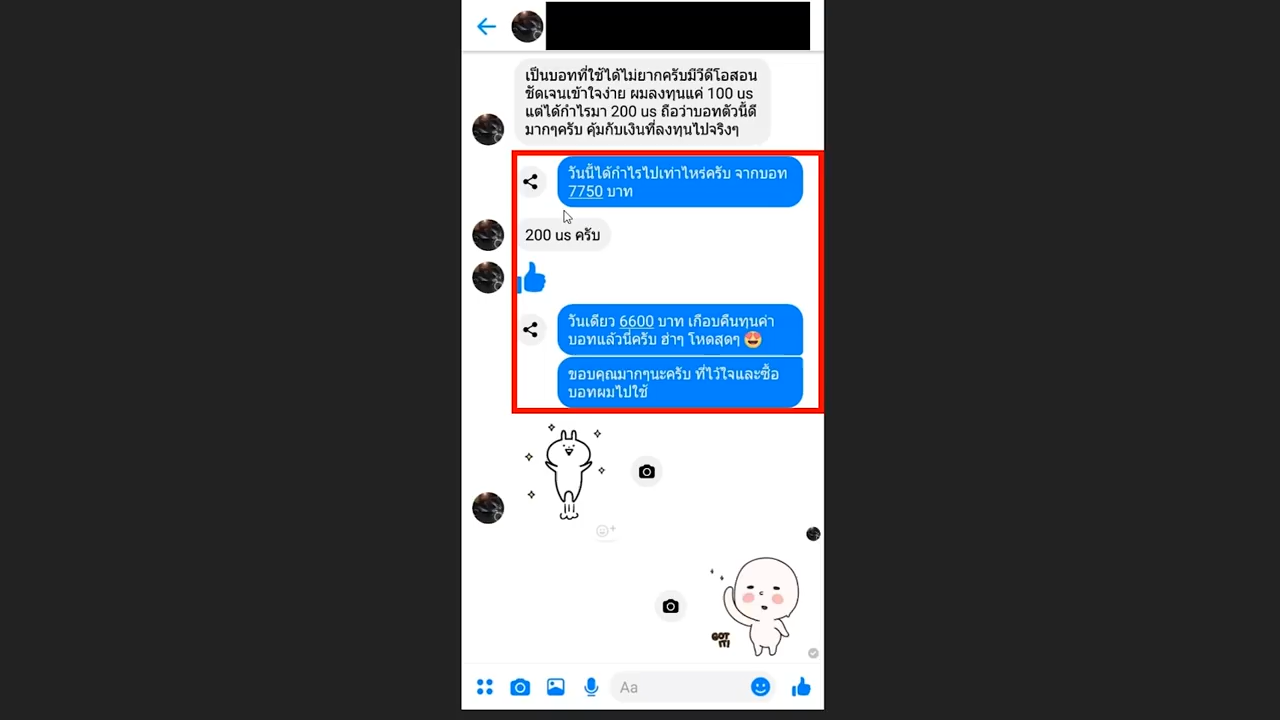 เป็นบอทที่ใช้ได้ไม่ยากครับมีวีดีโอสอน
ชัดเจนเข้าใจง่าย ผมลงทุนแค่ 100 us
แต่ได้กำไรมา 200 us ถือว่าบอทตัวนี้ดี
มากๆครับ คุ้มกับเงินที่ลงทุนไปจริงๆ
วันนี้ได้กำไรไปเท่าไหร่ครับ จากบอท
7750 บาท
200 us ครับ
วันเดียว 6600 บาท เกือบคืนทุนค่า
บอทแล้วนี่ครับ ฮ่าๆ โหดสุดๆ 🤩
ขอบคุณมากๆนะครับ ที่ไว้ใจและซื้อ
บอทผมไปใช้
GOT
IT!
Aa